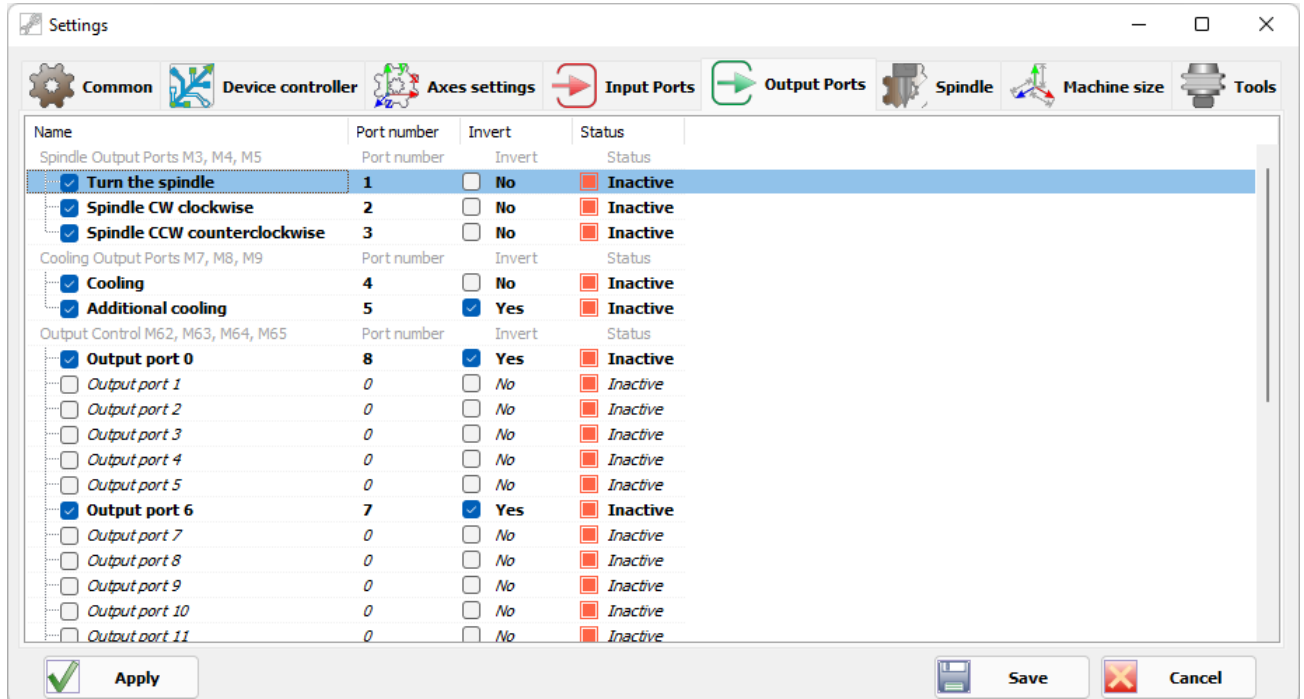 Settings
Common Device controller Axes settings Input Ports Output Ports Spindle Machine size Tools
Name Port number Invert Status
Spindle Output Ports M3, M4, M5 Port number Invert Status
Turn the spindle 1 No Inactive
Spindle CW clockwise 2 No Inactive
Spindle CCW counterclockwise 3 No Inactive
Cooling Output Ports M7, M8, M9 Port number Invert Status
Cooling 4 No Inactive
Additional cooling 5 Yes Inactive
Output Control M62, M63, M64, M65 Port number Invert Status
Output port 0 8 Yes Inactive
Output port 1 0 No Inactive
Output port 2 0 No Inactive
Output port 3 0 No Inactive
Output port 4 0 No Inactive
Output port 5 0 No Inactive
Output port 6 7 Yes Inactive
Output port 7 0 No Inactive
Output port 8 0 No Inactive
Output port 9 0 No Inactive
Output port 10 0 No Inactive
Output port 11 0 No Inactive
Apply Save Cancel